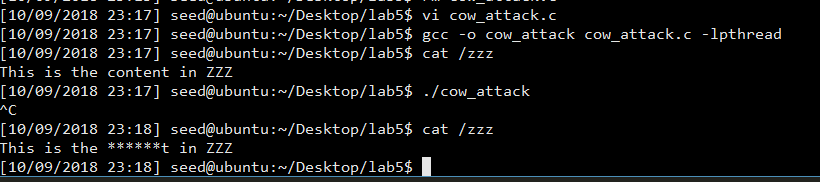 [10/09/2018 23:17] seed@ubuntu:~/Desktop/lab5$ vi cow_attack.c
[10/09/2018 23:17] seed@ubuntu:~/Desktop/lab5$ gcc -o cow_attack cow_attack.c -lpthread
[10/09/2018 23:17] seed@ubuntu:~/Desktop/lab5$ cat /zzz
This is the content in ZZZ
[10/09/2018 23:17] seed@ubuntu:~/Desktop/lab5$ ./cow_attack
^C
[10/09/2018 23:18] seed@ubuntu:~/Desktop/lab5$ cat /zzz
This is the ******t in ZZZ
[10/09/2018 23:18] seed@ubuntu:~/Desktop/lab5$